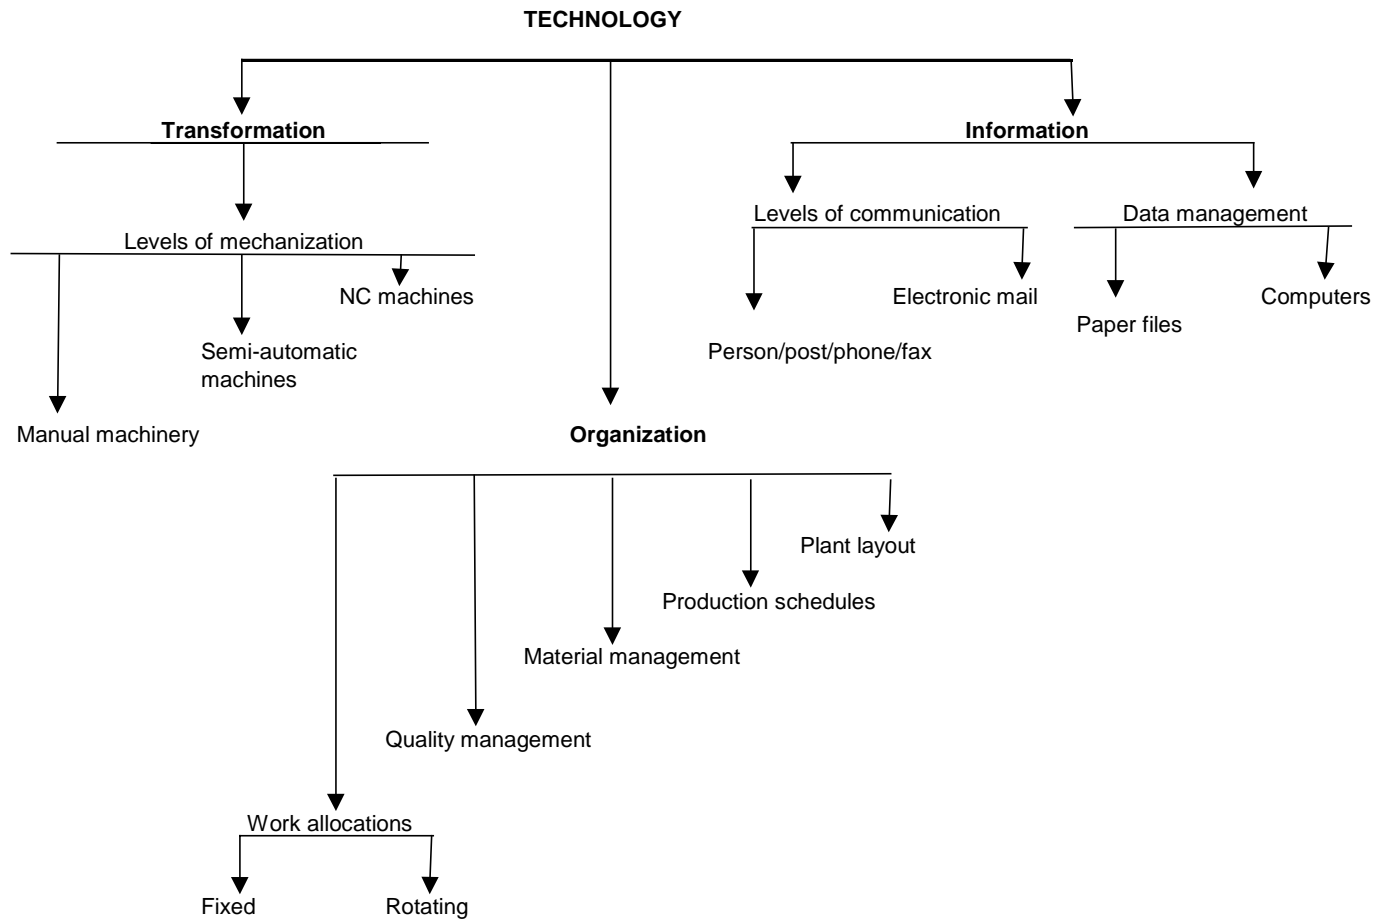 TECHNOLOGY
Transformation
Information
Levels of communication
Data management
Levels of mechanization
NC machines
Electronic mail
Computers
Paper files
Semi-automatic
machines
Person/post/phone/fax
Manual machinery
Organization
Plant layout
Production schedules
Material management
Quality management
Work allocations
Fixed
Rotating